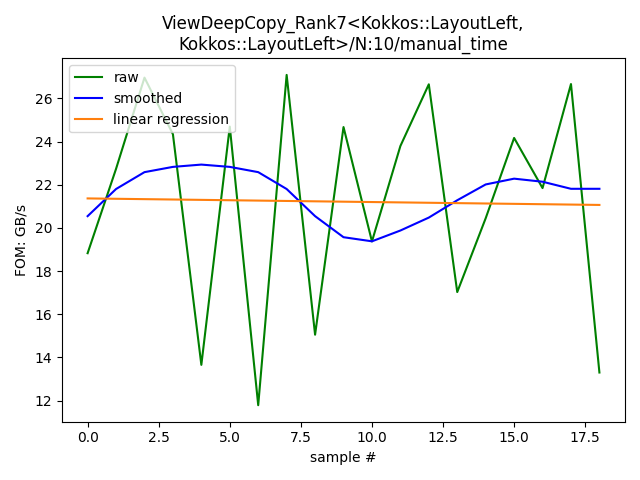 ViewDeepCopy_Rank7<Kokkos::LayoutLeft,
Kokkos::LayoutLeft>/N:10/manual_time
raw
smoothed
linear regression
FOM: GB/s
26
24
22
20
18
16
14
12
0.0
2.5
5.0
7.5
10.0
12.5
15.0
17.5
sample #